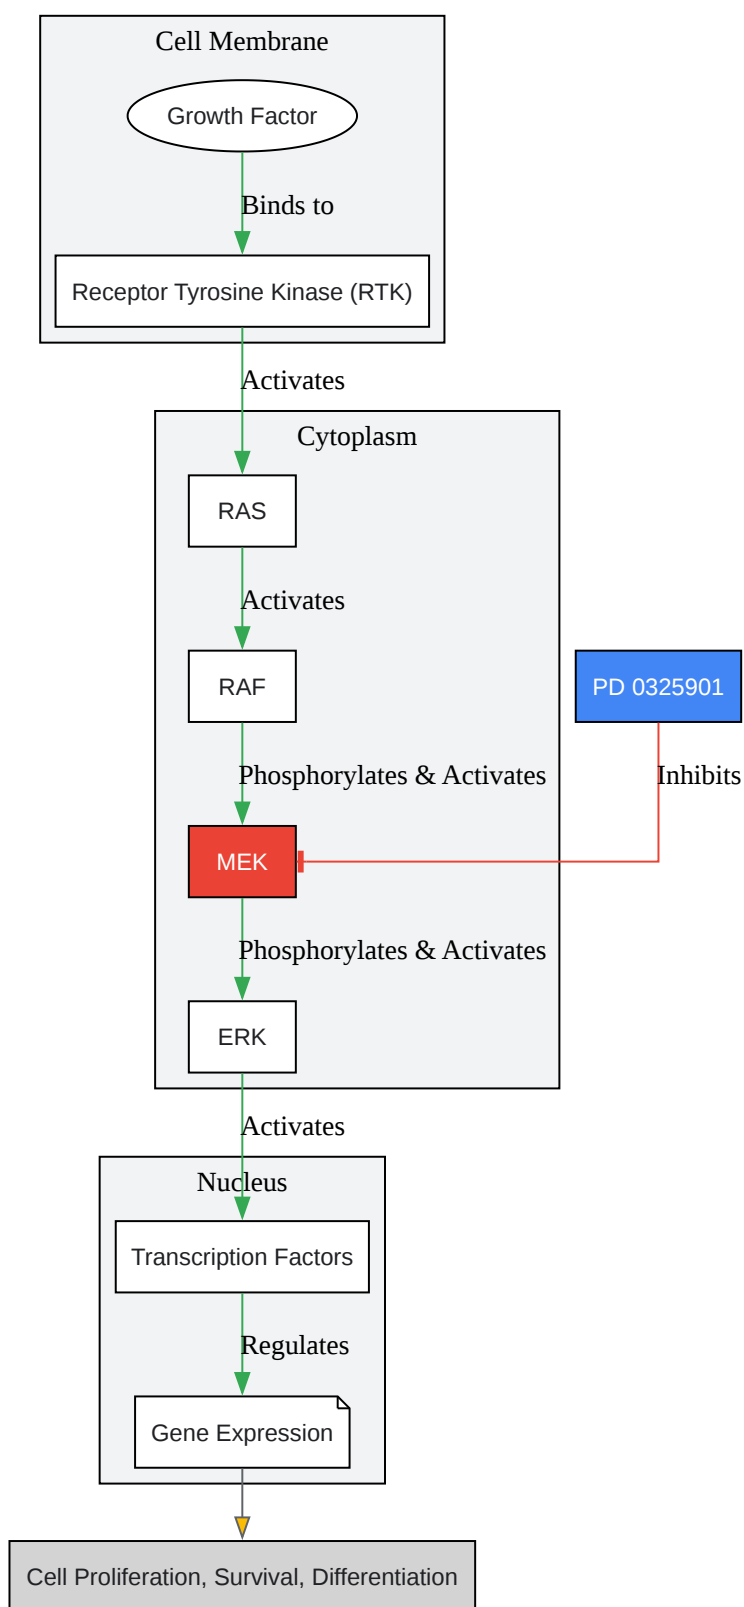 Cell Membrane
Growth Factor
Binds to
Receptor Tyrosine Kinase (RTK)
Activates
Cytoplasm
RAS
Activates
RAF
PD 0325901
Phosphorylates & Activates
Inhibits
MEK
Phosphorylates & Activates
ERK
Activates
Nucleus
Transcription Factors
Regulates
Gene Expression
Cell Proliferation, Survival, Differentiation